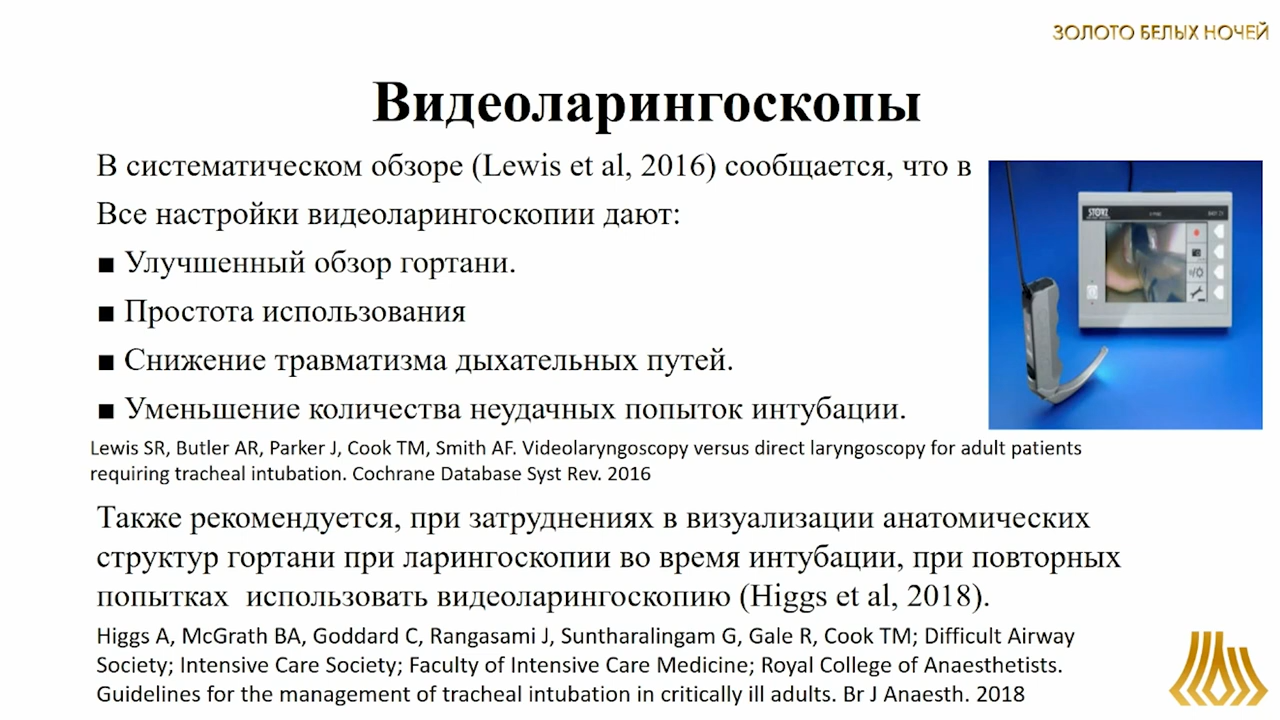 ЗОЛОТО БЕЛЫХ НОЧЕЙ
Видеоларингоскопы
В систематическом обзоре (Lewis et al, 2016) сообщается, что в
Все настройки видеоларингоскопии дают:
■ Улучшенный обзор гортани.
■ Простота использования
■ Снижение травматизма дыхательных путей.
■ Уменьшение количества неудачных попыток интубации.
STORZ
Lewis SR, Butler AR, Parker J, Cook TM, Smith AF. Videolaryngoscopy versus direct laryngoscopy for adult patients
requiring tracheal intubation. Cochrane Database Syst Rev. 2016
Также рекомендуется, при затруднениях в визуализации анатомических
структур гортани при ларингоскопии во время интубации, при повторных
попытках  использовать видеоларингоскопию (Higgs et al, 2018).
Higgs A, McGrath BA, Goddard C, Rangasami J, Suntharalingam G, Gale R, Cook TM; Difficult Airway
Society; Intensive Care Society; Faculty of Intensive Care Medicine; Royal College of Anaesthetists.
Guidelines for the management of tracheal intubation in critically ill adults. Br J Anaesth. 2018